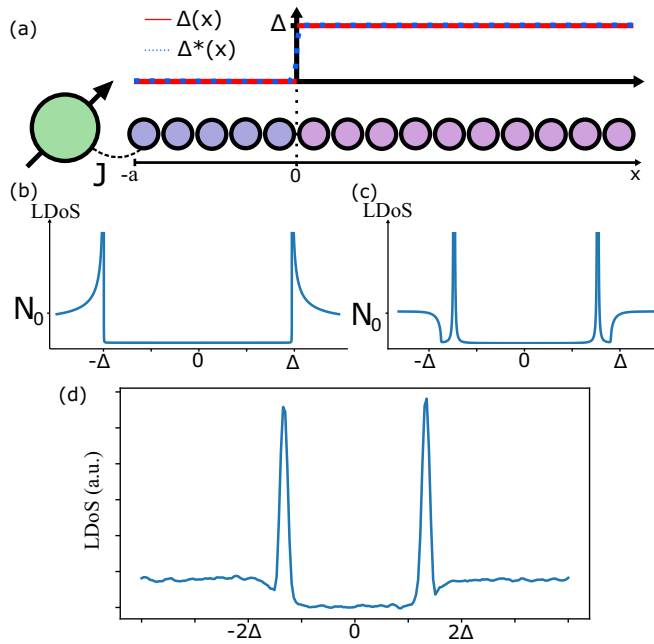 (a)
Δ(x)
Δ*(x)
Δ
J
-a 0 x
(b)
LDoS
N₀
-Δ 0 Δ
(c)
LDoS
N₀
-Δ 0 Δ
(d)
LDoS (a.u.)
-2Δ 0 2Δ